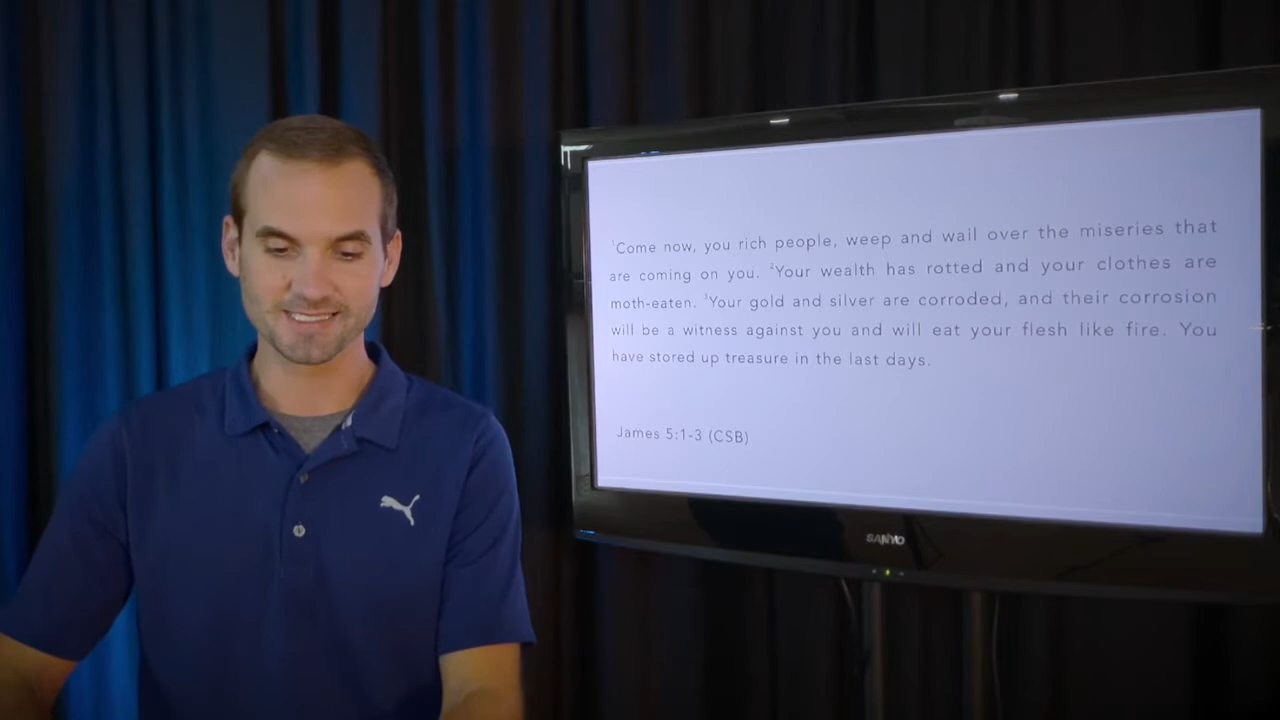 ¹Come now, you rich people, weep and wail over the miseries that
are coming on you. ²Your wealth has rotted and your clothes are
moth-eaten. ³Your gold and silver are corroded, and their corrosion
will be a witness against you and will eat your flesh like fire. You
have stored up treasure in the last days.
James 5:1-3 (CSB)
SANYO